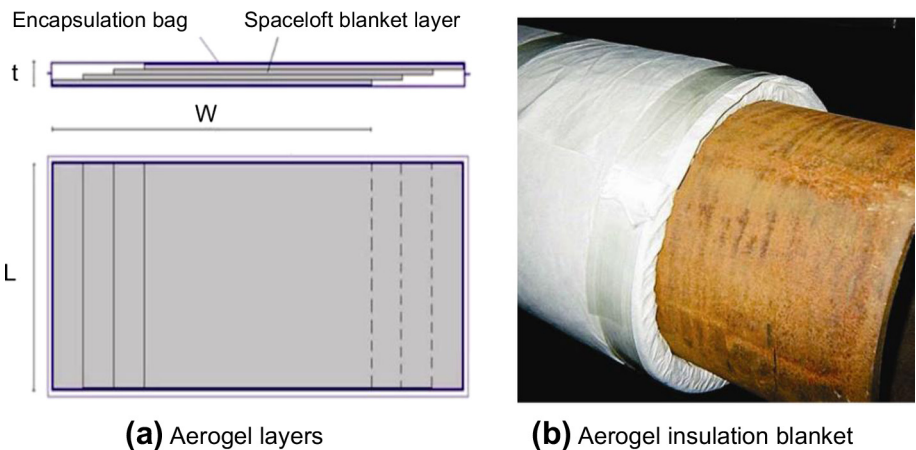 Encapsulation bag
Spaceloft blanket layer
t
W
L
(a) Aerogel layers
(b) Aerogel insulation blanket